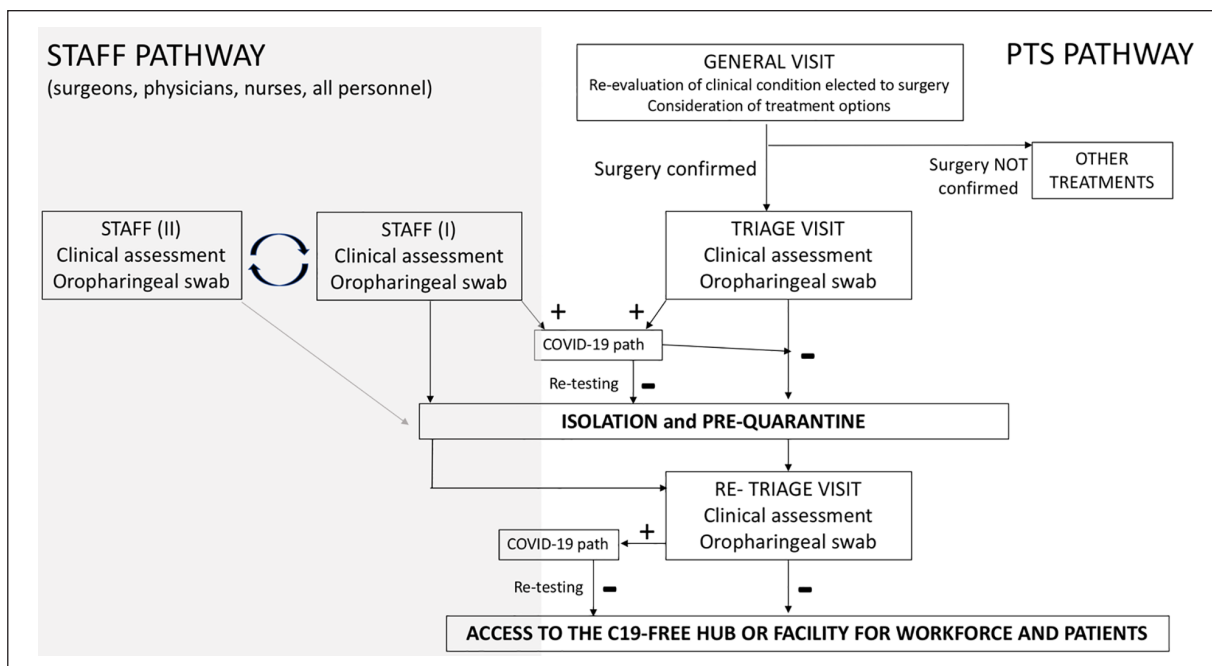 STAFF PATHWAY
(surgeons, physicians, nurses, all personnel)
PTS PATHWAY
GENERAL VISIT
Re-evaluation of clinical condition elected to surgery
Consideration of treatment options
Surgery confirmed
Surgery NOT
confirmed
OTHER
TREATMENTS
STAFF (II)
Clinical assessment
Oropharingeal swab
STAFF (I)
Clinical assessment
Oropharingeal swab
TRIAGE VISIT
Clinical assessment
Oropharingeal swab
+
+
COVID-19 path
-
Re-testing
-
ISOLATION and PRE-QUARANTINE
RE- TRIAGE VISIT
Clinical assessment
Oropharingeal swab
+
COVID-19 path
Re-testing
-
-
ACCESS TO THE C19-FREE HUB OR FACILITY FOR WORKFORCE AND PATIENTS